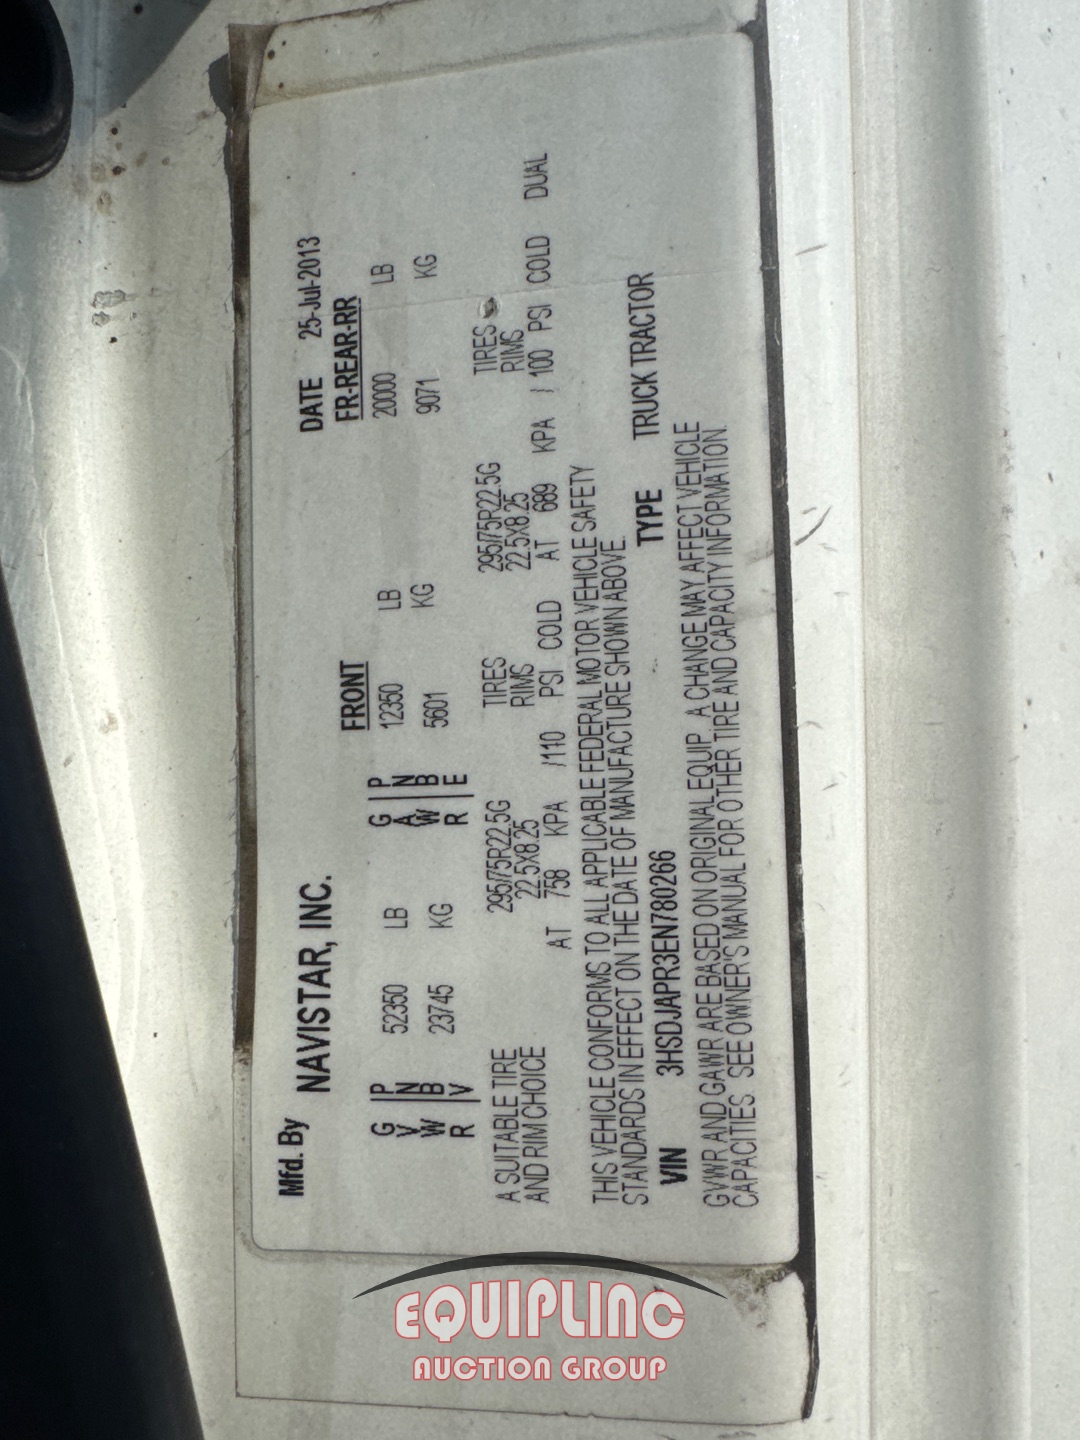 Mfd. By NAVISTAR, INC. DATE 25-Jul-2013
FRONT FR-REAR-RR
G P 52350 LB G P 12350 LB 20000 LB
V N A N
W B 23745 KG W B 5601 KG 9071 KG
R V R E
A SUITABLE TIRE 295/75R22.5G TIRES 295/75R22.5G TIRES
AND RIM CHOICE 22.5X8.25 RIMS 22.5X8.25 RIMS
AT 758 KPA /110 PSI COLD AT 689 KPA / 100 PSI COLD DUAL
THIS VEHICLE CONFORMS TO ALL APPLICABLE FEDERAL MOTOR VEHICLE SAFETY
STANDARDS IN EFFECT ON THE DATE OF MANUFACTURE SHOWN ABOVE.
VIN 3HSDJAPR3EN780266 TYPE TRUCK TRACTOR
GVWR AND GAWR ARE BASED ON ORIGINAL EQUIP. A CHANGE MAY AFFECT VEHICLE
CAPACITIES. SEE OWNER'S MANUAL FOR OTHER TIRE AND CAPACITY INFORMATION.
EQUIPLINC
AUCTION GROUP